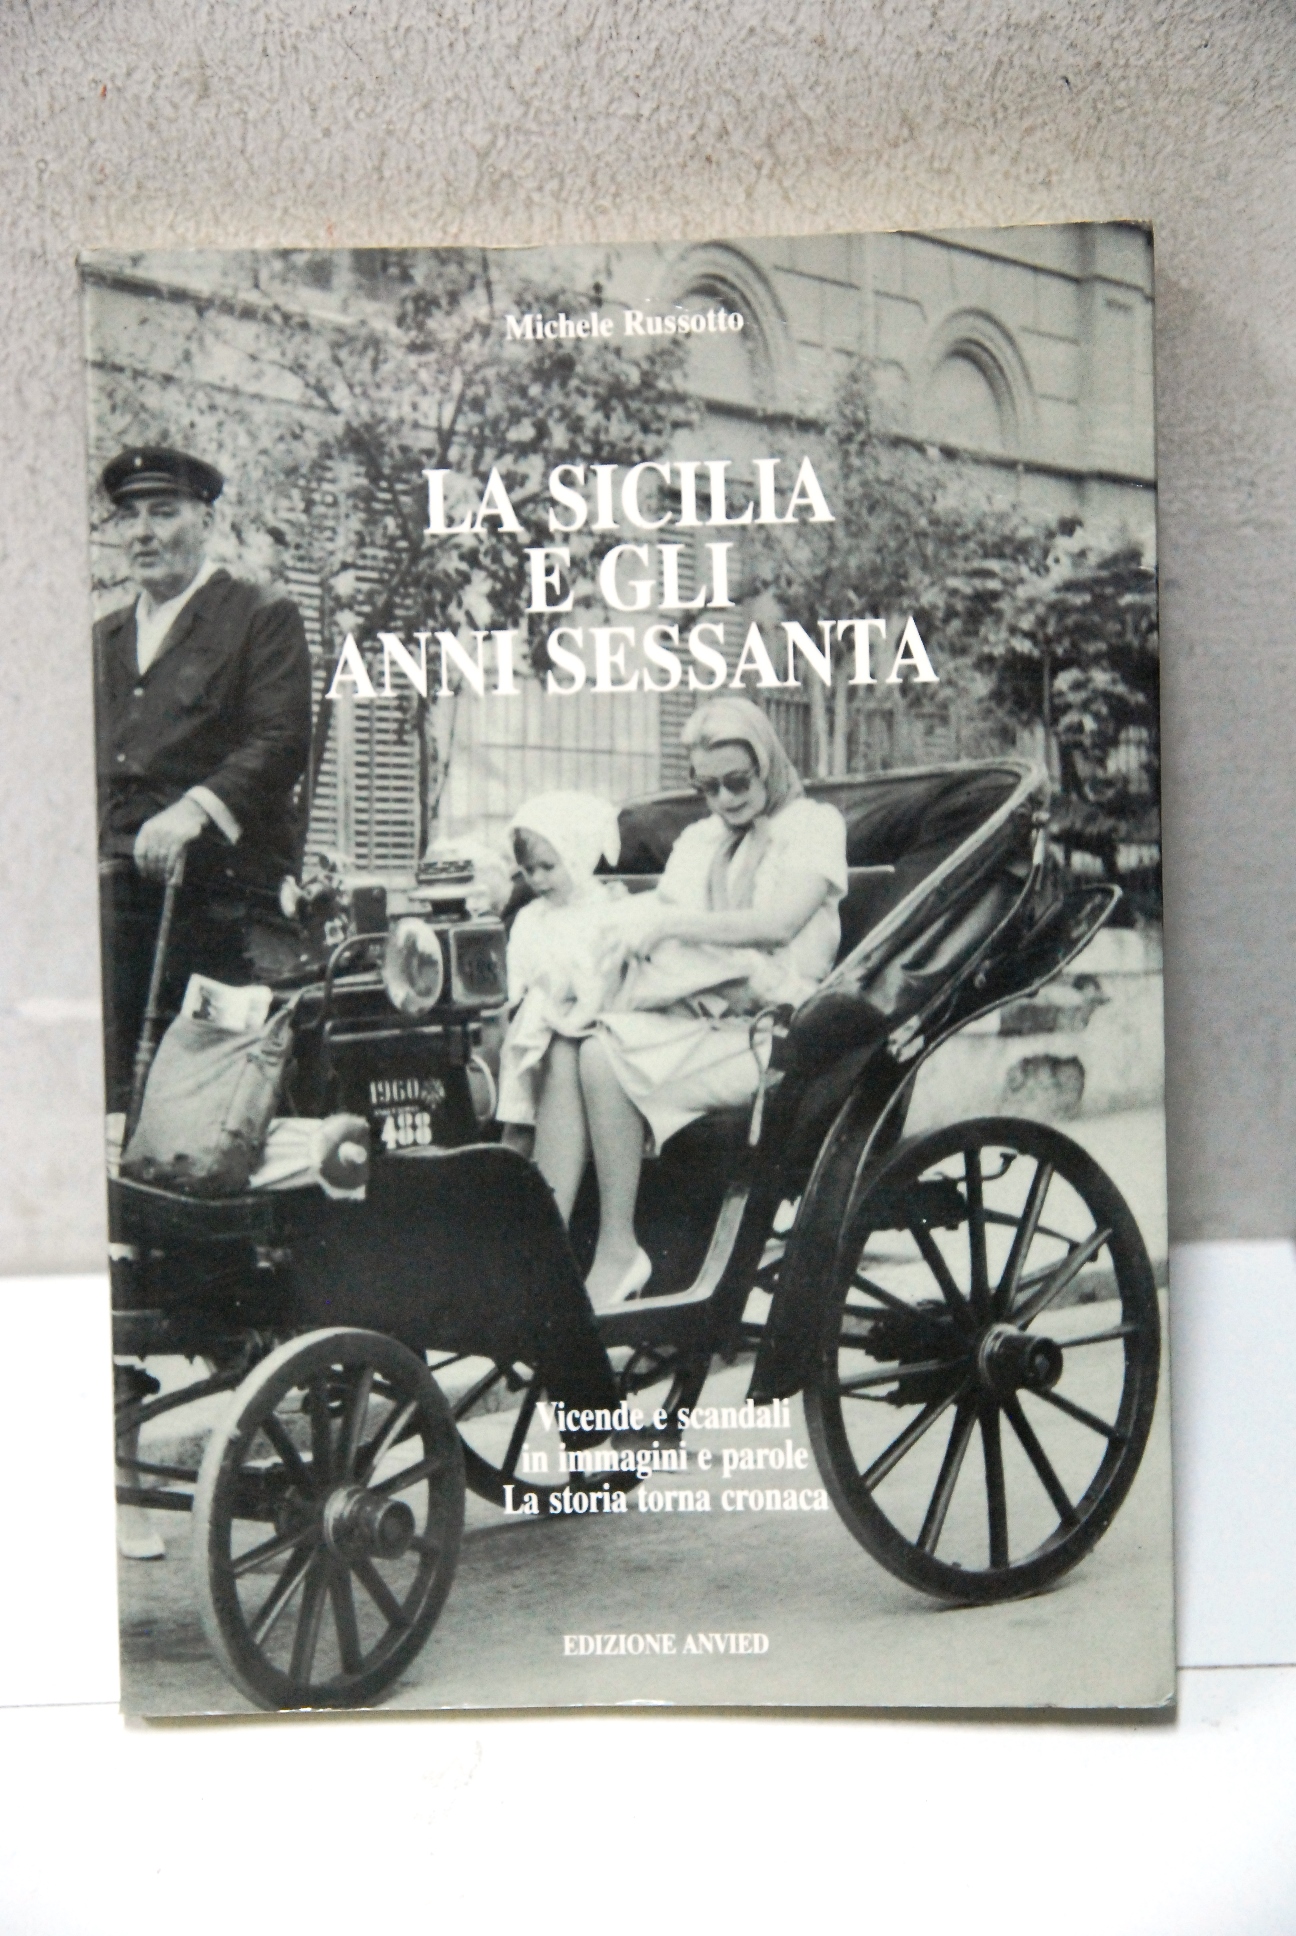 Michele Russotto
LA SICILIA
E GLI
ANNI SESSANTA
1960
488
Vicende e scandali
in immagini e parole
La storia torna cronaca
EDIZIONE ANVIED